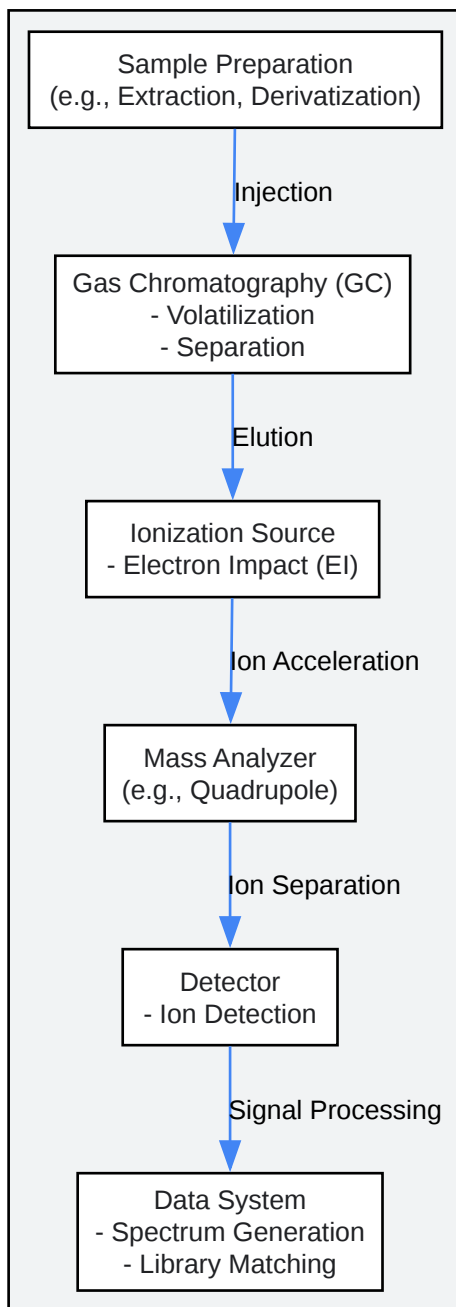 Sample Preparation
(e.g., Extraction, Derivatization)
Injection
Gas Chromatography (GC)
- Volatilization
- Separation
Elution
Ionization Source
- Electron Impact (EI)
Ion Acceleration
Mass Analyzer
(e.g., Quadrupole)
Ion Separation
Detector
- Ion Detection
Signal Processing
Data System
- Spectrum Generation
- Library Matching